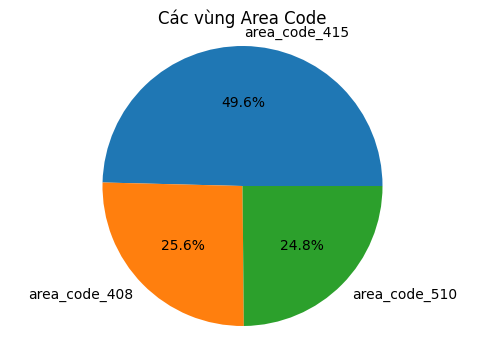 Các vùng Area Code
area_code_415
49.6%
25.6%
24.8%
area_code_408
area_code_510